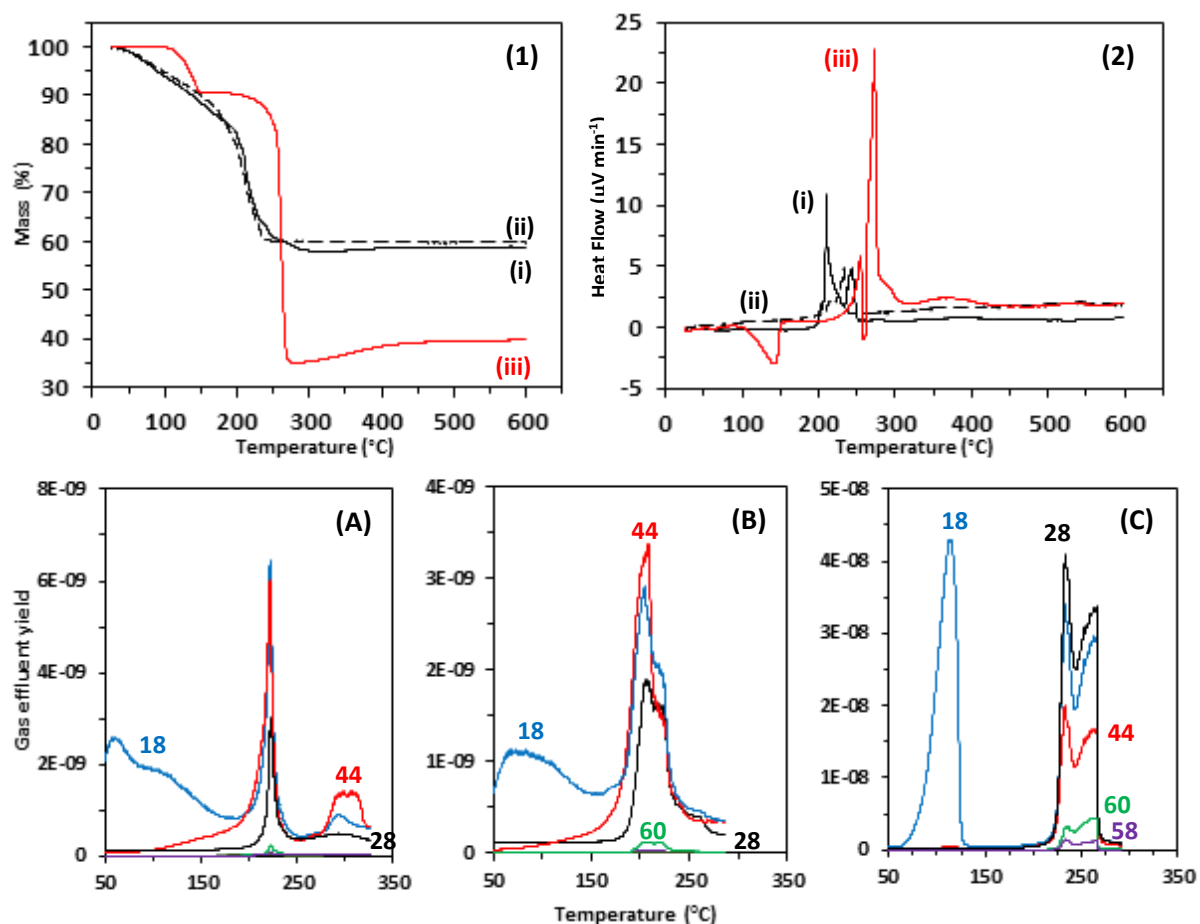 (1)
100
90
80
70
60
50
40
30
Mass (%)
(ii)
(i)
(iii)
0 100 200 300 400 500 600
Temperature (°C)
(2)
25
20
15
10
5
0
-5
Heat Flow (µV min⁻¹)
(iii)
(i)
(ii)
0 100 200 300 400 500 600
Temperature (°C)
(A)
8E-09
6E-09
4E-09
2E-09
0
Gas effluent yield
18
44
28
50 150 250 350
(B)
4E-09
3E-09
2E-09
1E-09
0
44
18
60
28
50 150 250 350
(C)
5E-08
4E-08
3E-08
2E-08
1E-08
0
18
28
44
60
58
50 150 250 350
Temperature (°C)